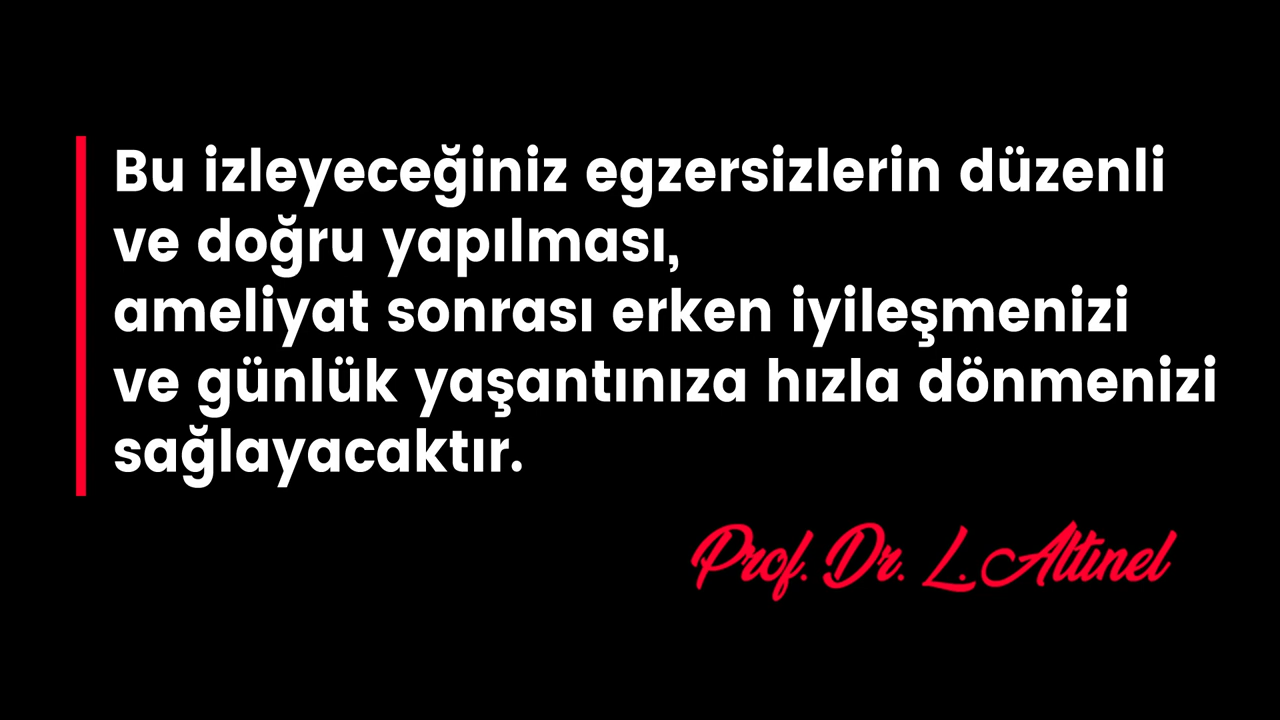 Bu izleyeceğiniz egzersizlerin düzenli
ve doğru yapılması,
ameliyat sonrası erken iyileşmenizi
ve günlük yaşantınıza hızla dönmenizi
sağlayacaktır.
Prof. Dr. L. Altınel